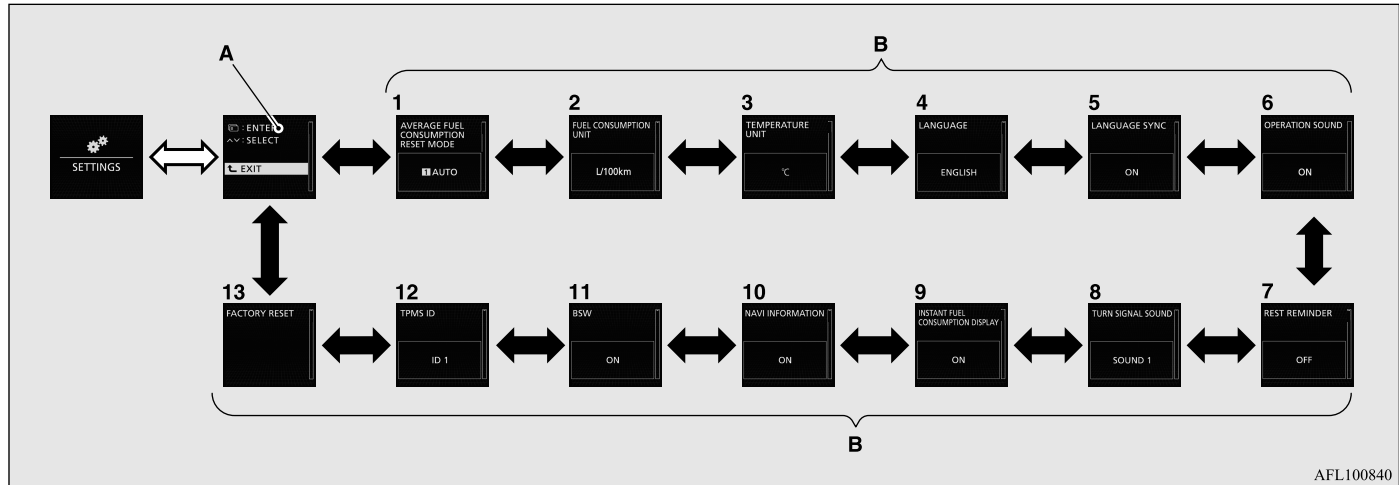 A
B
1
2
3
4
5
6
SETTINGS
: ENTER
: SELECT
EXIT
AVERAGE FUEL
CONSUMPTION
RESET MODE
1 AUTO
FUEL CONSUMPTION
UNIT
L/100km
TEMPERATURE
UNIT
℃
LANGUAGE
ENGLISH
LANGUAGE SYNC
ON
OPERATION SOUND
ON
13
12
11
10
9
8
7
FACTORY RESET
TPMS ID
ID 1
BSW
ON
NAVI INFORMATION
ON
INSTANT FUEL
CONSUMPTION DISPLAY
ON
TURN SIGNAL SOUND
SOUND 1
REST REMINDER
OFF
B
AFL100840